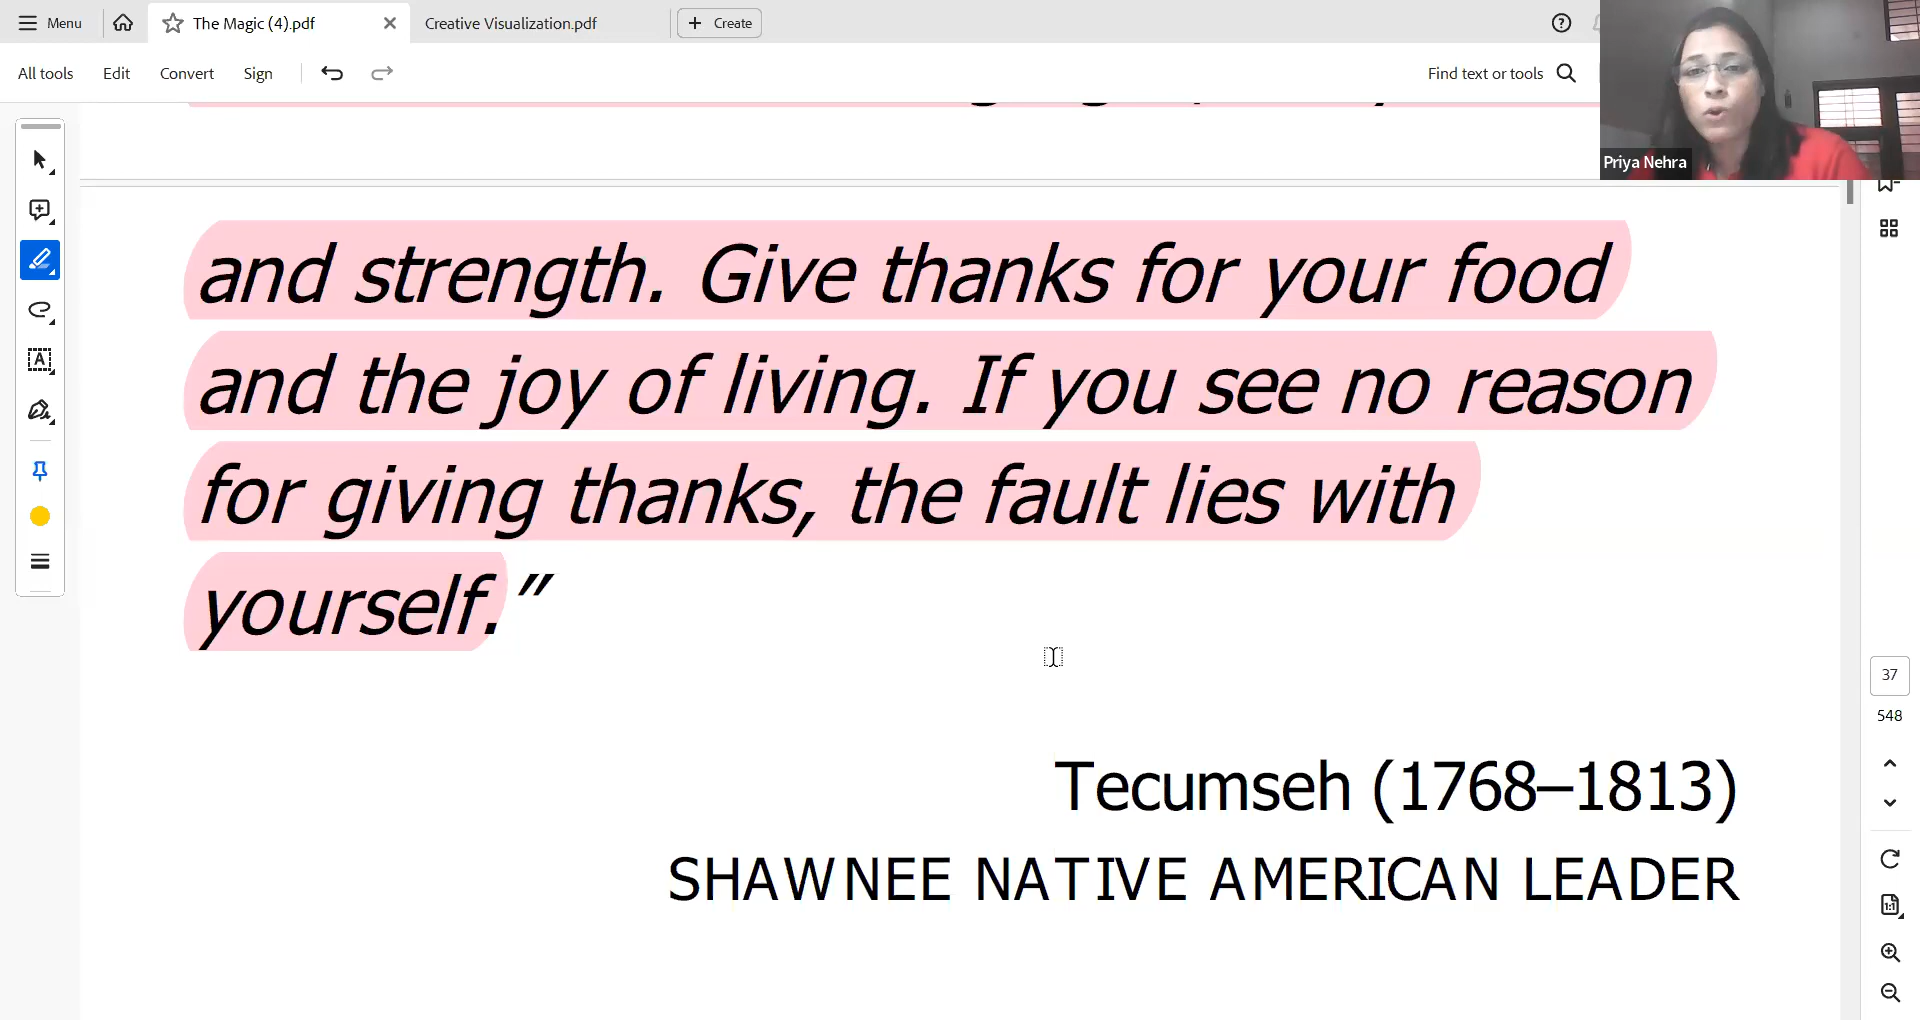 Menu
The Magic (4).pdf
Creative Visualization.pdf
Create
All tools
Edit
Convert
Sign
Find text or tools
Priya Nehra
and strength. Give thanks for your food
and the joy of living. If you see no reason
for giving thanks, the fault lies with
yourself.”
Tecumseh (1768–1813)
SHAWNEE NATIVE AMERICAN LEADER
37
548